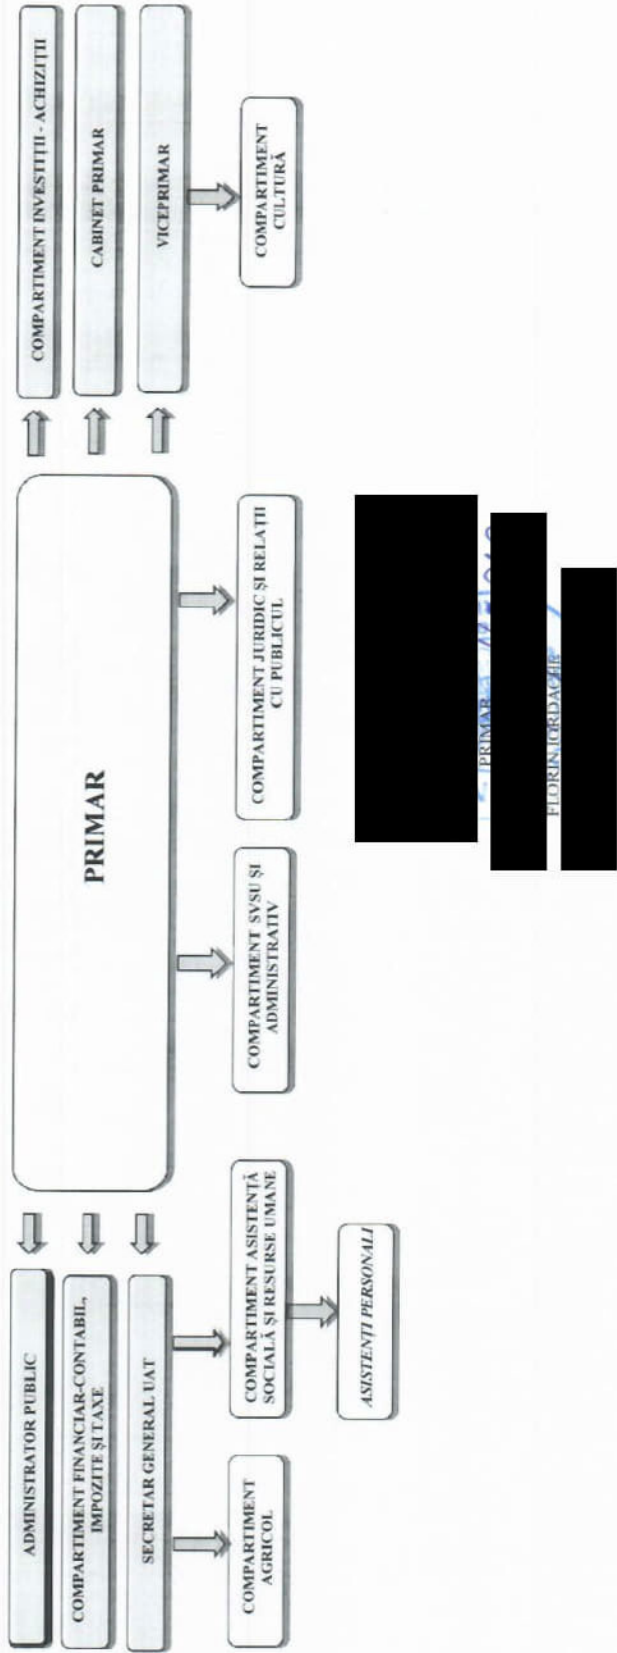 ADMINISTRATOR PUBLIC
COMPARTIMENT FINANCIAR-CONTABIL,
IMPOZITE ȘI TAXE
SECRETAR GENERAL UAT
COMPARTIMENT
AGRICOL
COMPARTIMENT ASISTENȚĂ
SOCIALĂ ȘI RESURSE UMANE
ASISTENȚI PERSONALI
PRIMAR
COMPARTIMENT SVSU ȘI
ADMINISTRATIV
COMPARTIMENT JURIDIC ȘI RELAȚII
CU PUBLICUL
COMPARTIMENT INVESTIȚII - ACHIZIȚII
CABINET PRIMAR
VICEPRIMAR
COMPARTIMENT
CULTURĂ
PRIMAR
FLORIN IORDACHE